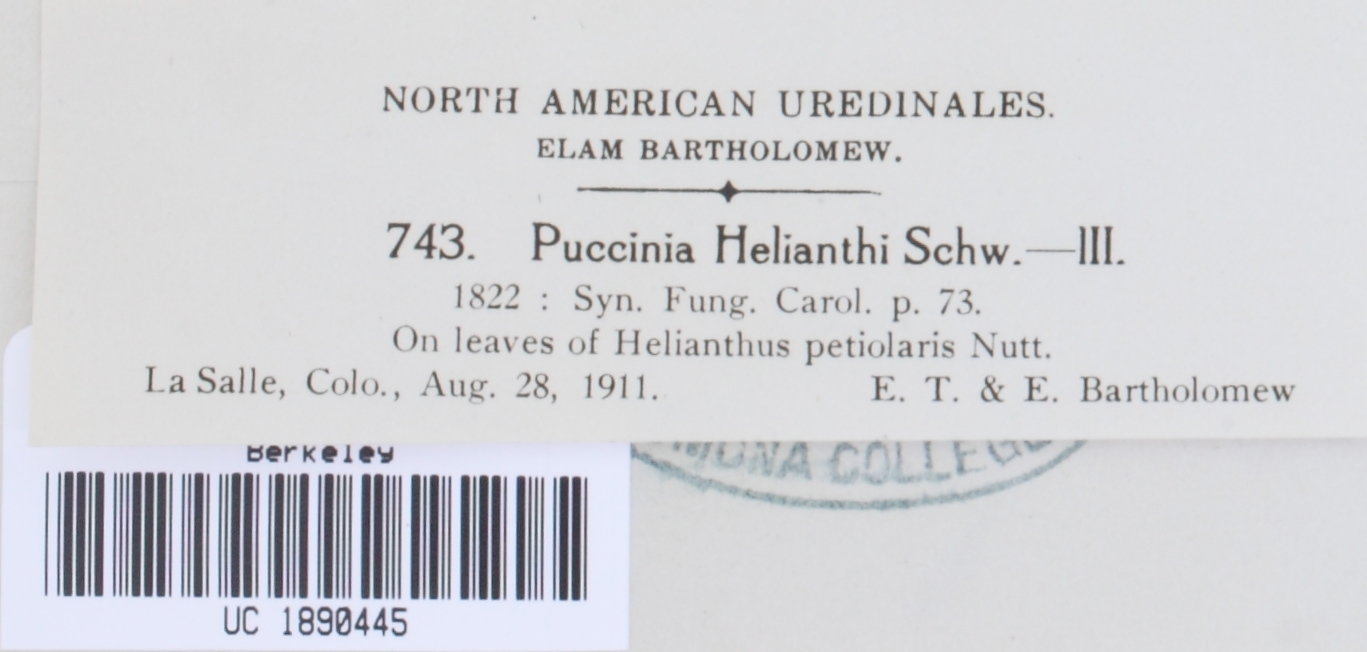 NORTH AMERICAN UREDINALES.
ELAM BARTHOLOMEW.
743. Puccinia Helianthi Schw.—III.
1822 : Syn. Fung. Carol. p. 73.
On leaves of Helianthus petiolaris Nutt.
La Salle, Colo., Aug. 28, 1911. E. T. & E. Bartholomew
Berkeley
COLLEGE
UC 1890445